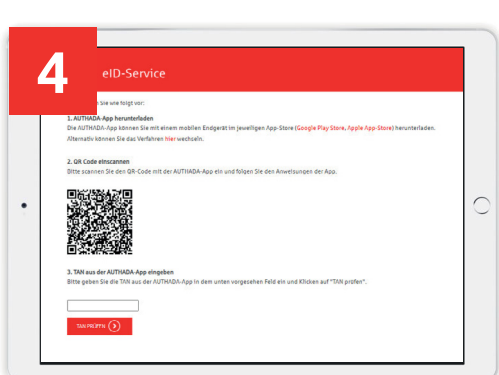 4
eID-Service
n Sie wie folgt vor:
1. AUTHADA-App herunterladen
Die AUTHADA-App können Sie mit einem mobilen Endgerät im jeweiligen App-Store (Google Play Store, Apple App-Store) herunterladen.
Alternativ können Sie das Verfahren hier wechseln.
2. QR Code einscannen
Bitte scannen Sie den QR-Code mit der AUTHADA-App ein und folgen Sie den Anweisungen der App.
3. TAN aus der AUTHADA-App eingeben
Bitte geben Sie die TAN aus der AUTHADA-App in dem unten vorgesehen Feld ein und Klicken auf "TAN prüfen".
TAN PRÜFEN